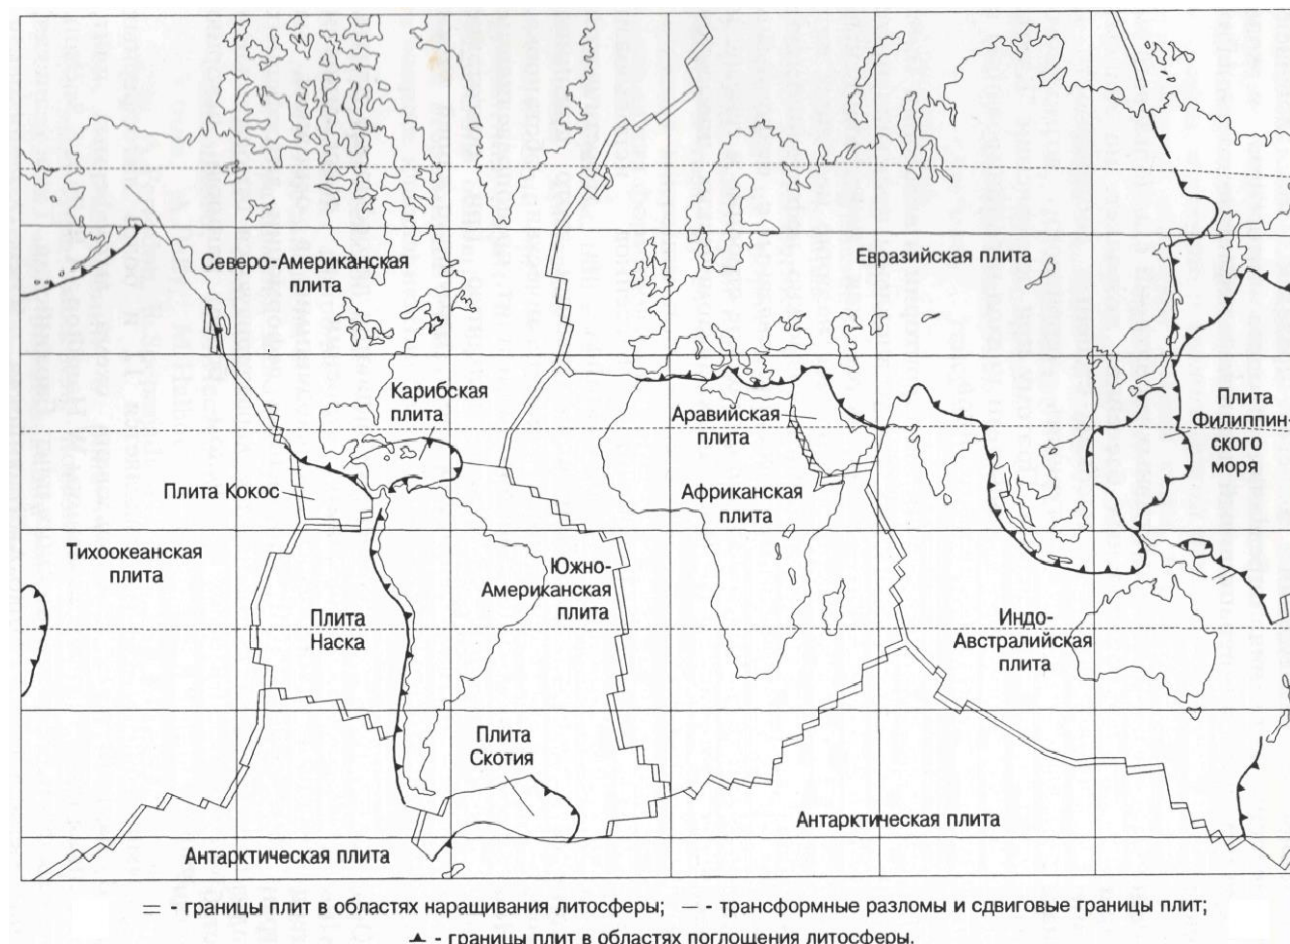 Северо-Американская
плита
Евразийская плита
Карибская
плита
Аравийская
плита
Плита
Филиппин-
ского
моря
Плита Кокос
Африканская
плита
Тихоокеанская
плита
Южно-
Американская
плита
Плита
Наска
Индо-
Австралийская
плита
Плита
Скотия
Антарктическая плита
Антарктическая плита
= - границы плит в областях наращивания литосферы; — - трансформные разломы и сдвиговые границы плит;
- границы плит в областях поглощения литосферы.